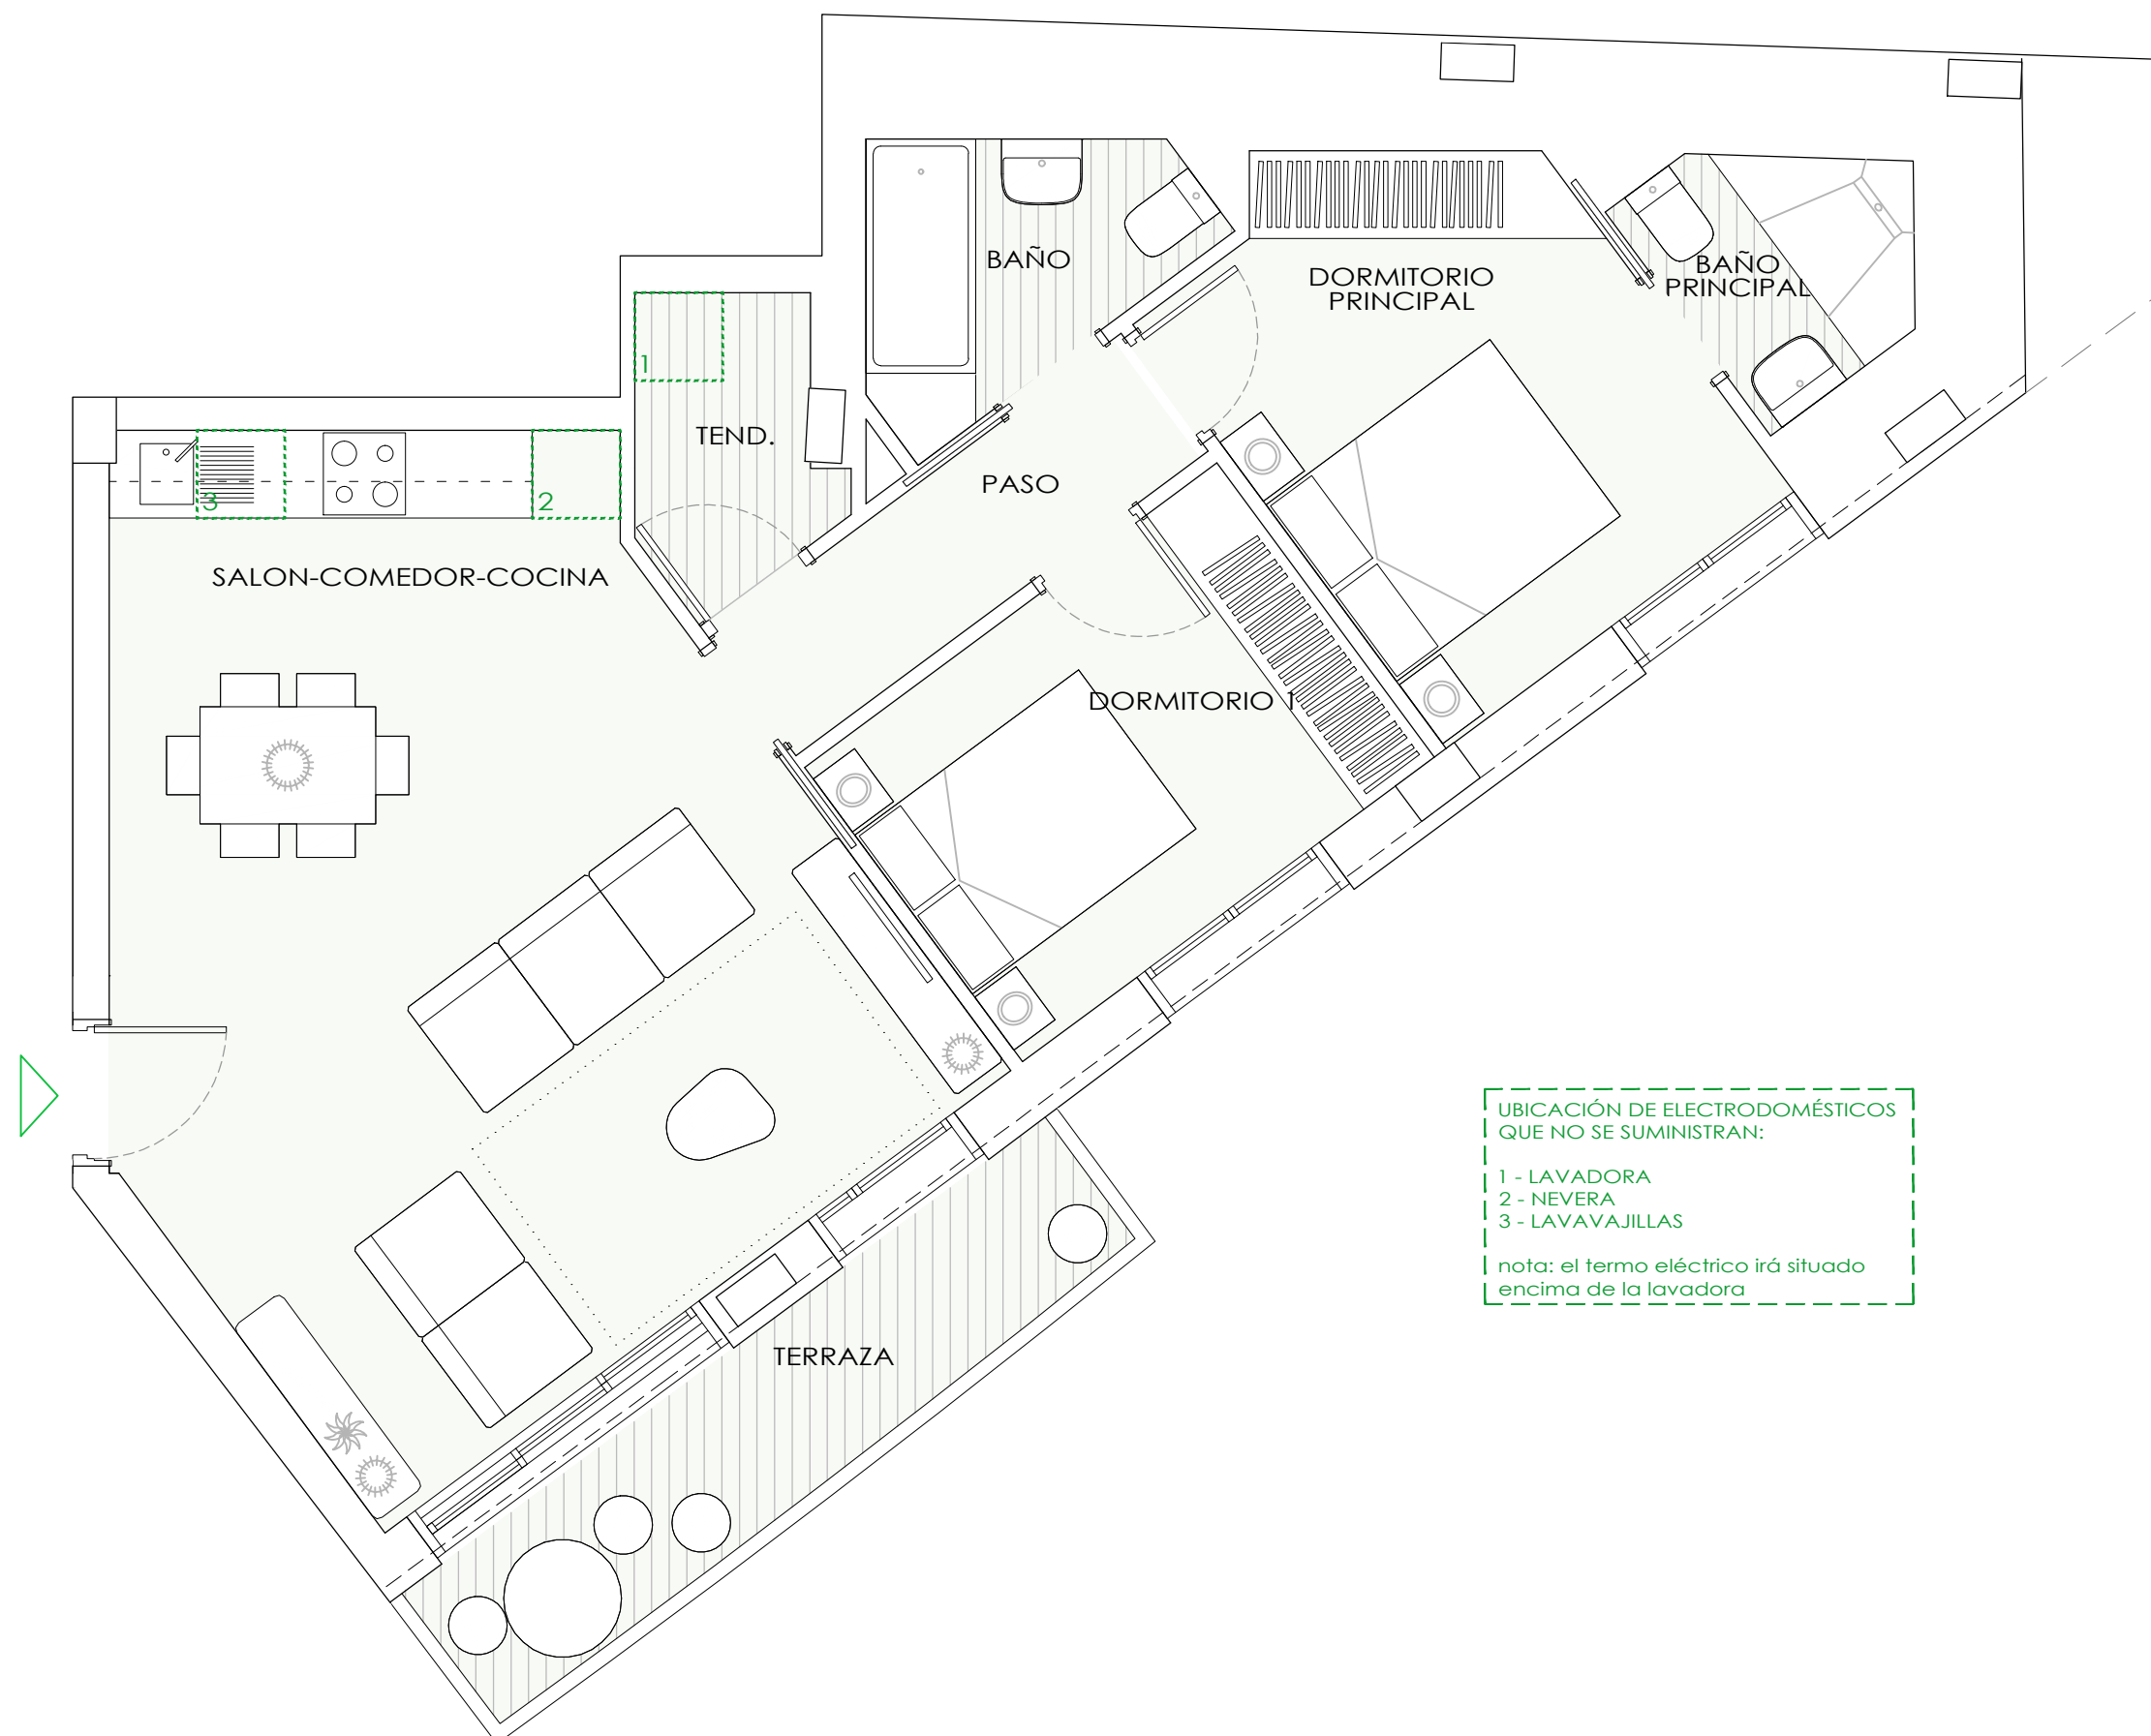 BAÑO
DORMITORIO
PRINCIPAL
BAÑO
PRINCIPAL
1
TEND.
PASO
3
2
SALON-COMEDOR-COCINA
DORMITORIO 1
TERRAZA
UBICACIÓN DE ELECTRODOMÉSTICOS
QUE NO SE SUMINISTRAN:
1 - LAVADORA
2 - NEVERA
3 - LAVAVAJILLAS
nota: el termo eléctrico irá situado
encima de la lavadora